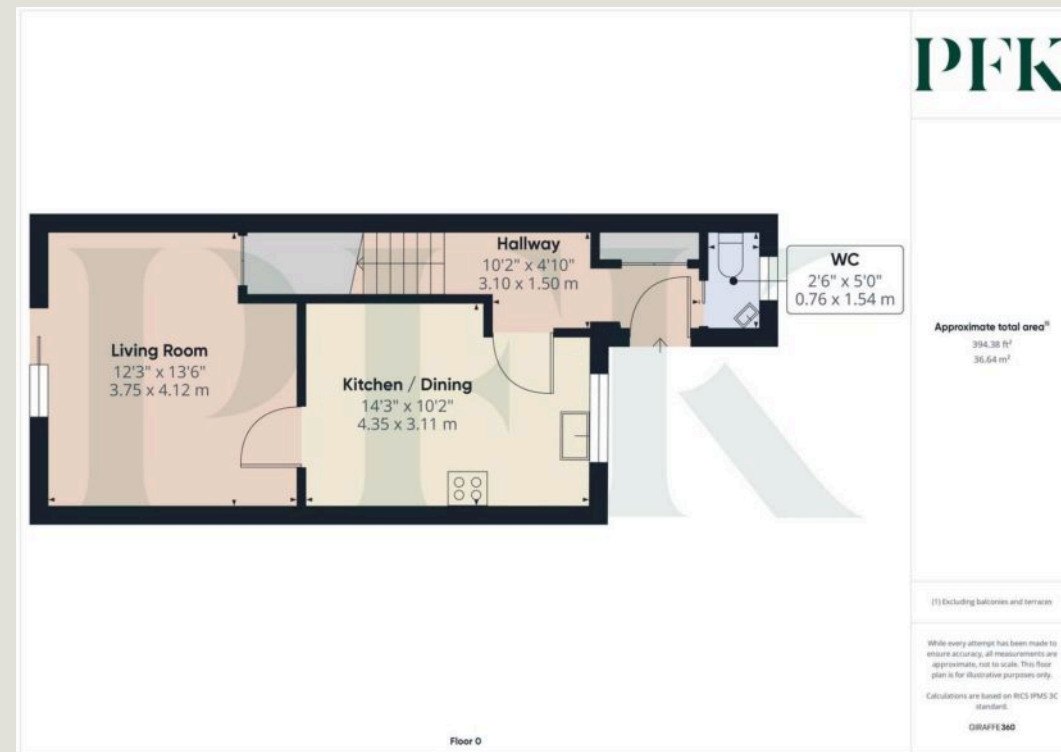 PFK
Hallway
10'2" x 4'10"
3.10 x 1.50 m
WC
2'6" x 5'0"
0.76 x 1.54 m
Living Room
12'3" x 13'6"
3.75 x 4.12 m
Kitchen / Dining
14'3" x 10'2"
4.35 x 3.11 m
PFK
Floor 0
Approximate total area(1)
394.38 ft²
36.64 m²
(1) Excluding balconies and terraces
While every attempt has been made to
ensure accuracy, all measurements are
approximate, not to scale. This floor
plan is for illustrative purposes only.
Calculations are based on RICS IPMS 3C
standard.
GIRAFFE360